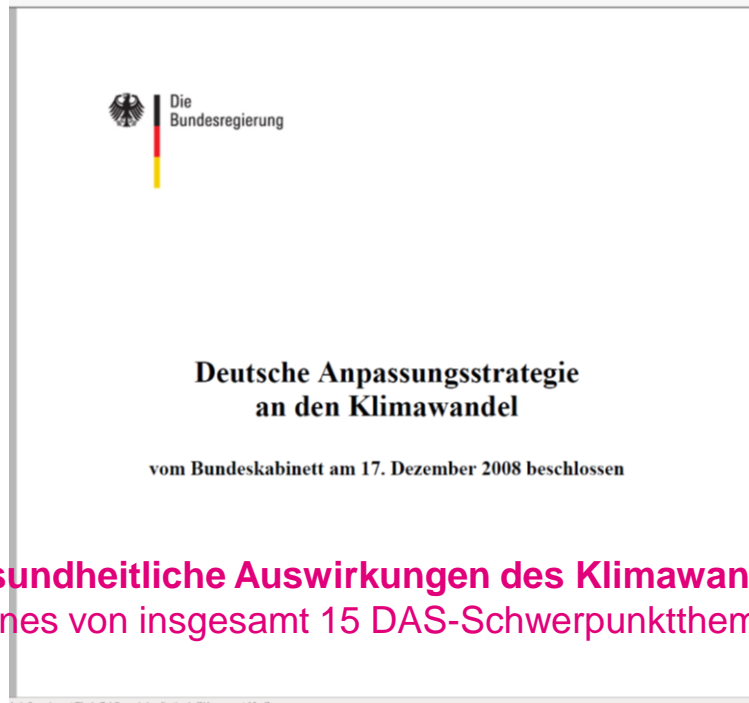 Die
Bundesregierung
Deutsche Anpassungsstrategie
an den Klimawandel
vom Bundeskabinett am 17. Dezember 2008 beschlossen
sundheitliche Auswirkungen des Klimawan
nes von insgesamt 15 DAS-Schwerpunktthem